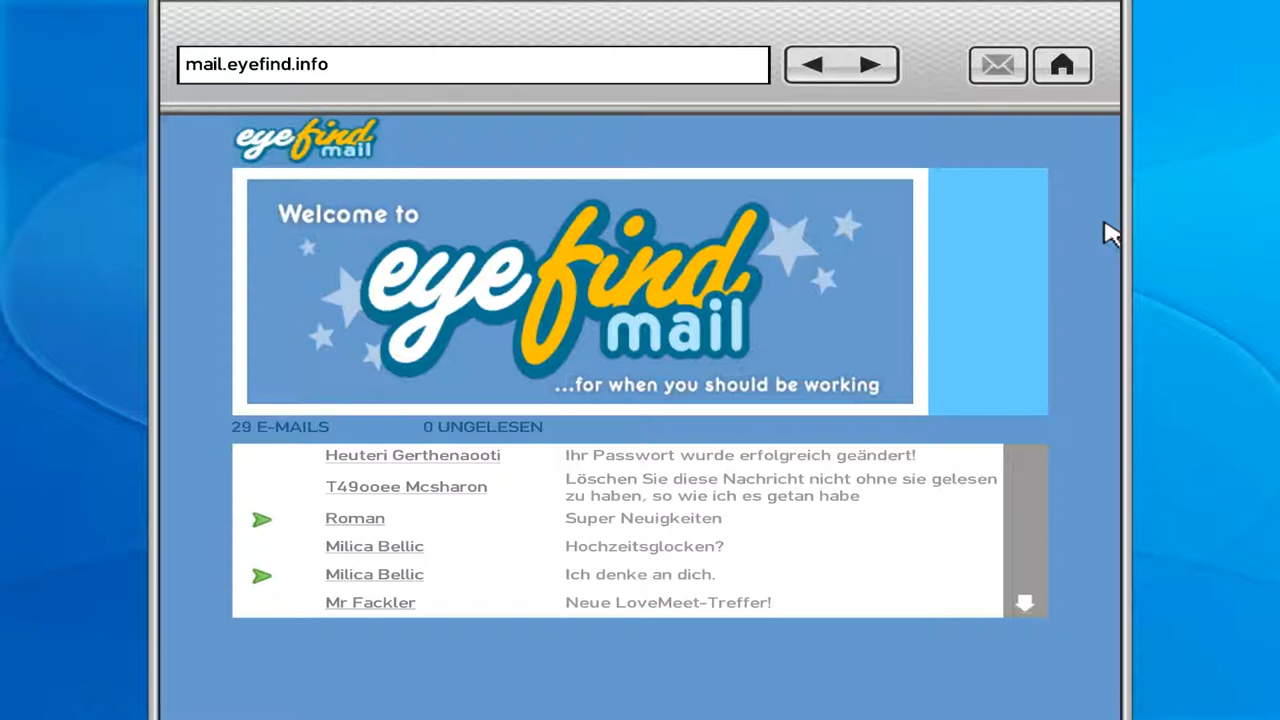 mail.eyefind.info
eyefind
mail
Welcome to
eyefind
mail
...for when you should be working
29 E-MAILS 0 UNGELESEN
Heuteri Gerthenaooti Ihr Passwort wurde erfolgreich geändert!
T49ooee Mcsharon Löschen Sie diese Nachricht nicht ohne sie gelesen
zu haben, so wie ich es getan habe
Roman Super Neuigkeiten
Milica Bellic Hochzeitsglocken?
Milica Bellic Ich denke an dich.
Mr Fackler Neue LoveMeet-Treffer!